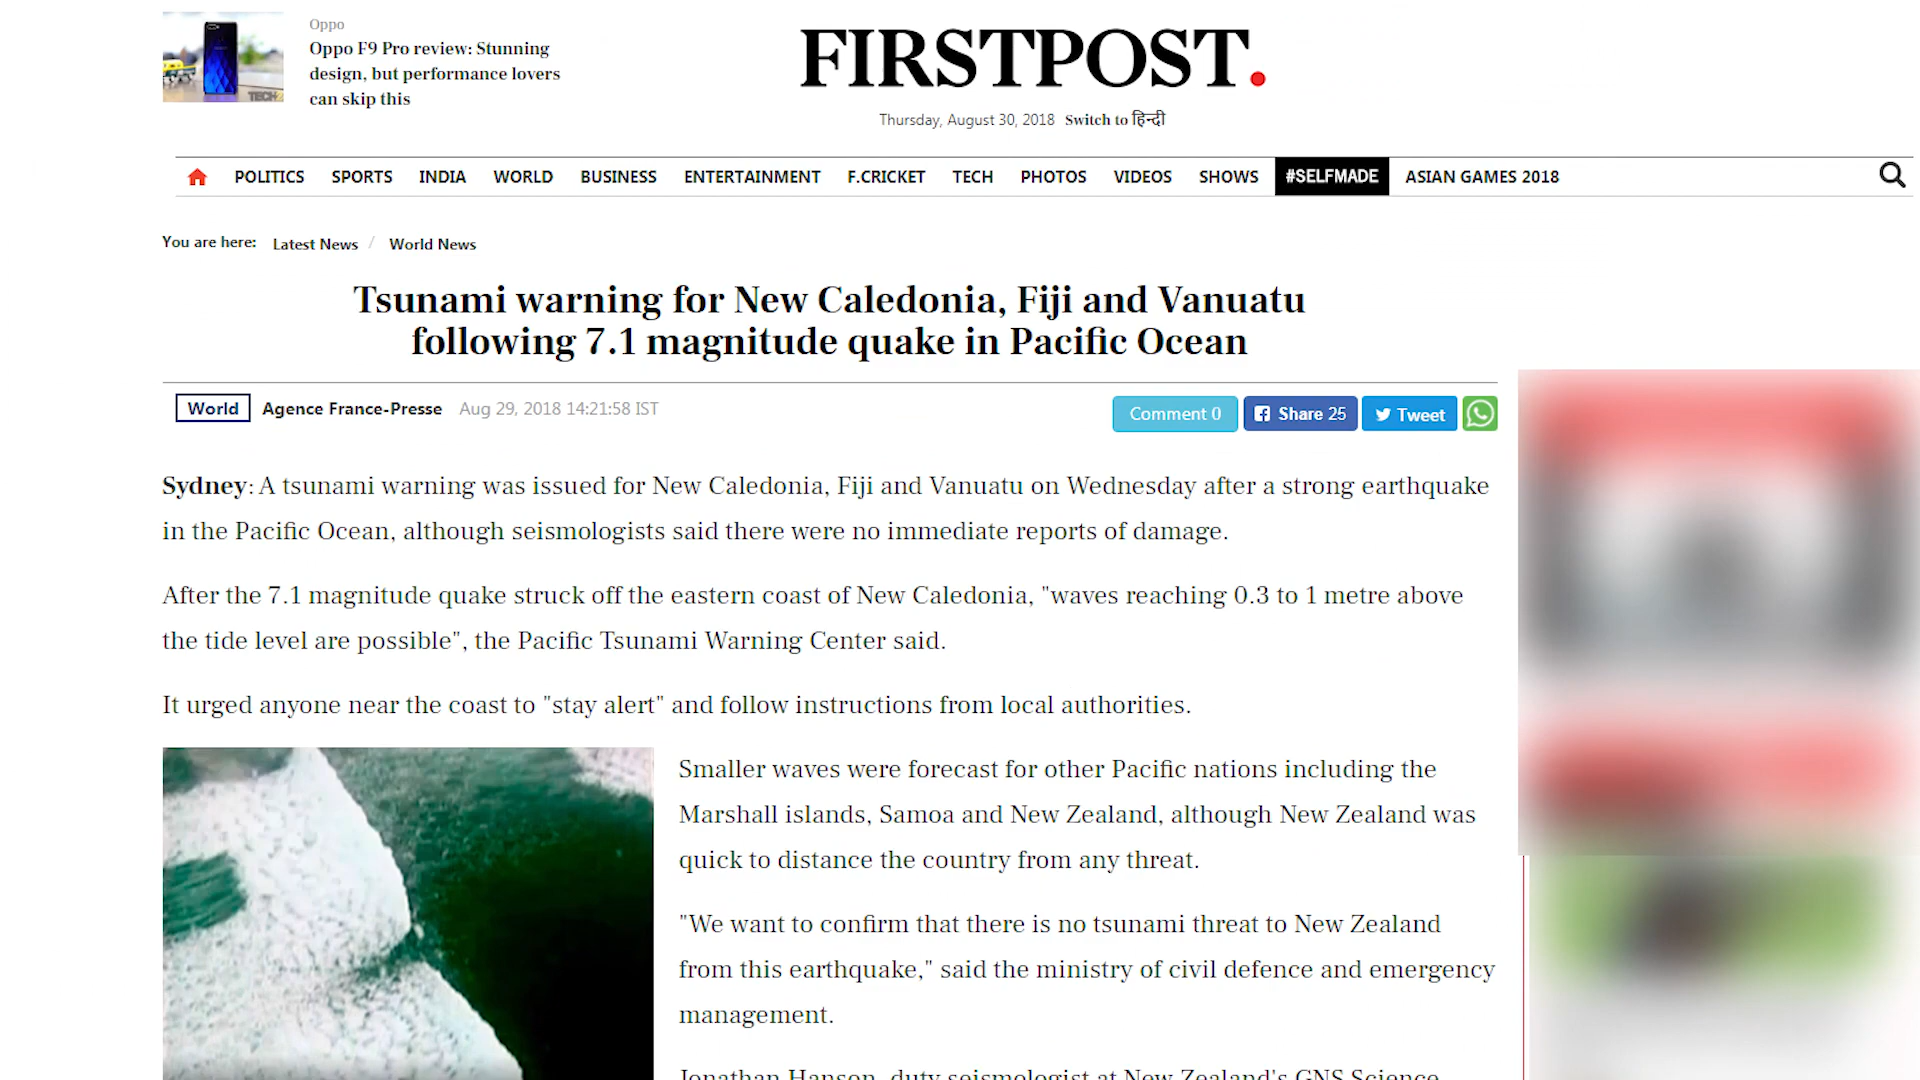 Oppo
Oppo F9 Pro review: Stunning
design, but performance lovers
can skip this
TECH2
FIRSTPOST.
Thursday, August 30, 2018 Switch to हिन्दी
POLITICS SPORTS INDIA WORLD BUSINESS ENTERTAINMENT F.CRICKET TECH PHOTOS VIDEOS SHOWS #SELFMADE ASIAN GAMES 2018
You are here: Latest News / World News
Tsunami warning for New Caledonia, Fiji and Vanuatu
following 7.1 magnitude quake in Pacific Ocean
World Agence France-Presse Aug 29, 2018 14:21:58 IST
Comment 0 Share 25 Tweet
Sydney: A tsunami warning was issued for New Caledonia, Fiji and Vanuatu on Wednesday after a strong earthquake
in the Pacific Ocean, although seismologists said there were no immediate reports of damage.
After the 7.1 magnitude quake struck off the eastern coast of New Caledonia, "waves reaching 0.3 to 1 metre above
the tide level are possible", the Pacific Tsunami Warning Center said.
It urged anyone near the coast to "stay alert" and follow instructions from local authorities.
Smaller waves were forecast for other Pacific nations including the
Marshall islands, Samoa and New Zealand, although New Zealand was
quick to distance the country from any threat.
"We want to confirm that there is no tsunami threat to New Zealand
from this earthquake," said the ministry of civil defence and emergency
management.
Jonathan Hanson, duty seismologist at New Zealand's GNS Science